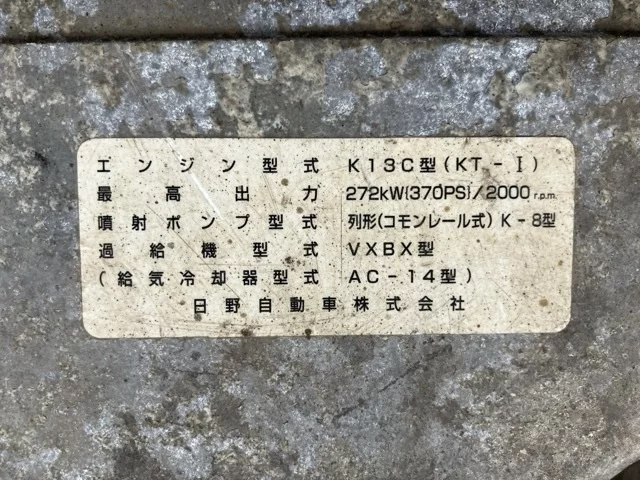 エンジン型式 K13C型(KT-I)
最高出力 272kW(370PS)/2000r.p.m.
噴射ポンプ型式 列形(コモンレール式) K-8型
過給機型式 VXBX型
(給気冷却器型式 AC-14型)
日野自動車株式会社